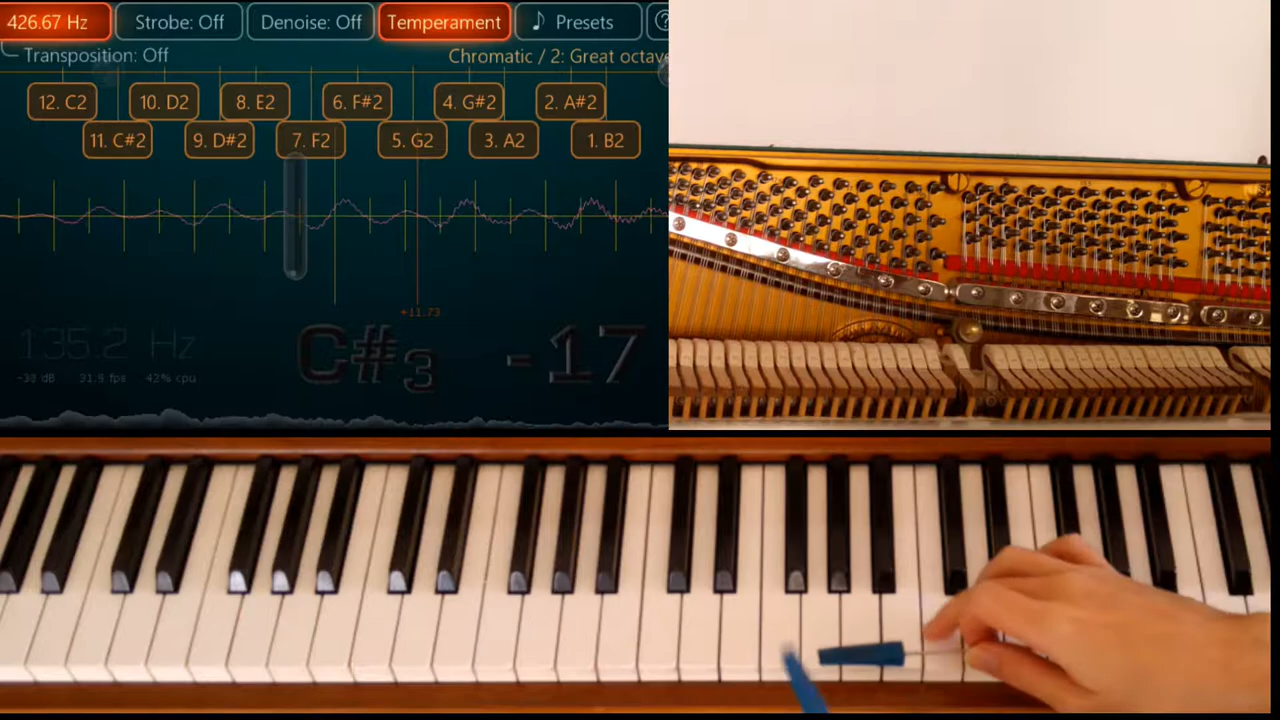 426.67 Hz
Strobe: Off
Denoise: Off
Temperament
Presets
Transposition: Off
Chromatic / 2: Great octave
12. C2
10. D2
8. E2
6. F#2
4. G#2
2. A#2
11. C#2
9. D#2
7. F2
5. G2
3. A2
1. B2
+11.73
135.2 Hz
C#3 -17
-38 dB
31.9 fps
42% cpu